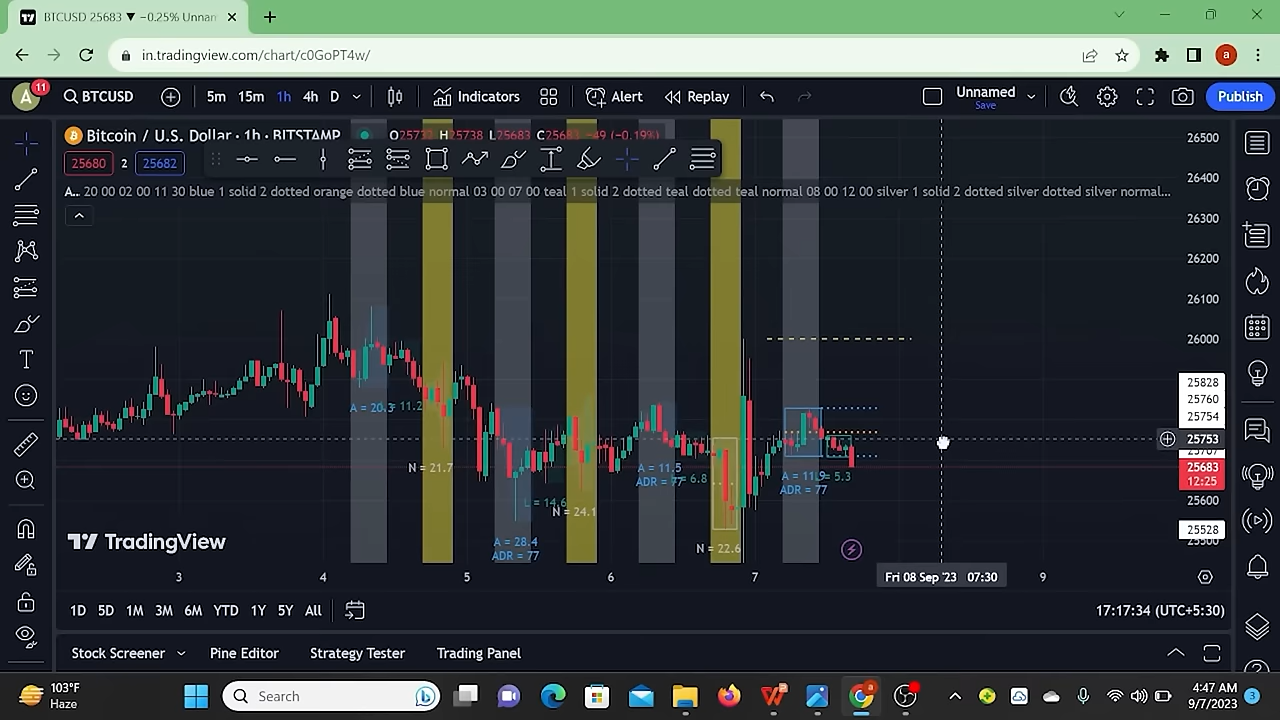 BTCUSD 25683 ▼ −0.25% Unnam
in.tradingview.com/chart/c0GoPT4w/
a
A
11
BTCUSD
5m
15m
1h
4h
D
Indicators
Alert
Replay
Unnamed
Save
Publish
Bitcoin / U.S. Dollar · 1h · BITSTAMP
O25732 H25738 L25683 C25683 −49 (−0.19%)
25680
2
25682
A.. 20 00 02 00 11 30 blue 1 solid 2 dotted orange dotted blue normal 03 00 07 00 teal 1 solid 2 dotted teal dotted teal normal 08 00 12 00 silver 1 solid 2 dotted silver dotted silver normal...
26500
26400
26300
26200
26100
26000
25828
25760
25754
25753
25683
12:25
25600
25528
A = 20.3
= 11.2
N = 21.7
A = 28.4
ADR = 77
L = 14.6
N = 24.1
A = 11.5
ADR = 77
= 6.8
N = 22.6
A = 11.9
ADR = 77
= 5.3
TradingView
3
4
5
6
7
Fri 08 Sep '23 07:30
9
1D
5D
1M
3M
6M
YTD
1Y
5Y
All
17:17:34 (UTC+5:30)
Stock Screener
Pine Editor
Strategy Tester
Trading Panel
103°F
Haze
Search
4:47 AM
9/7/2023
3